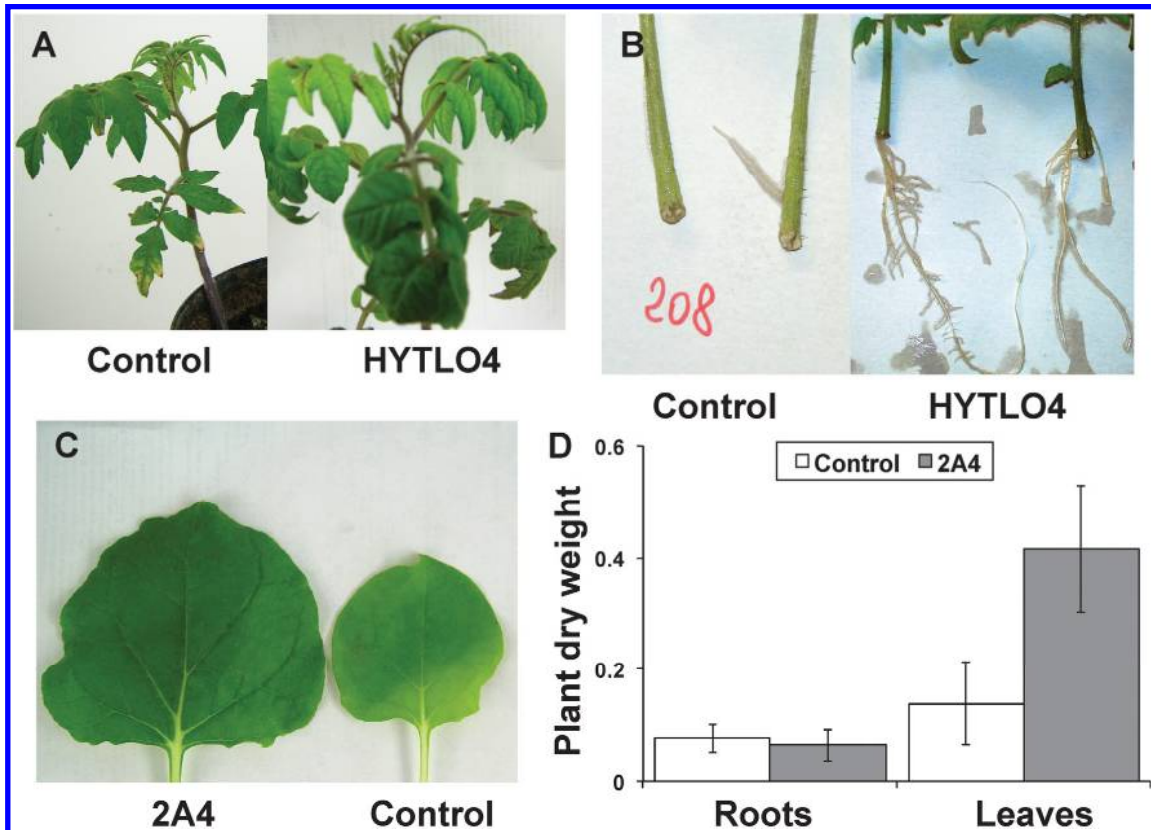 A
Control HYTLO4
B
208
Control HYTLO4
C
2A4 Control
D
Control 2A4
Plant dry weight
0.6
0.4
0.2
0
Roots Leaves